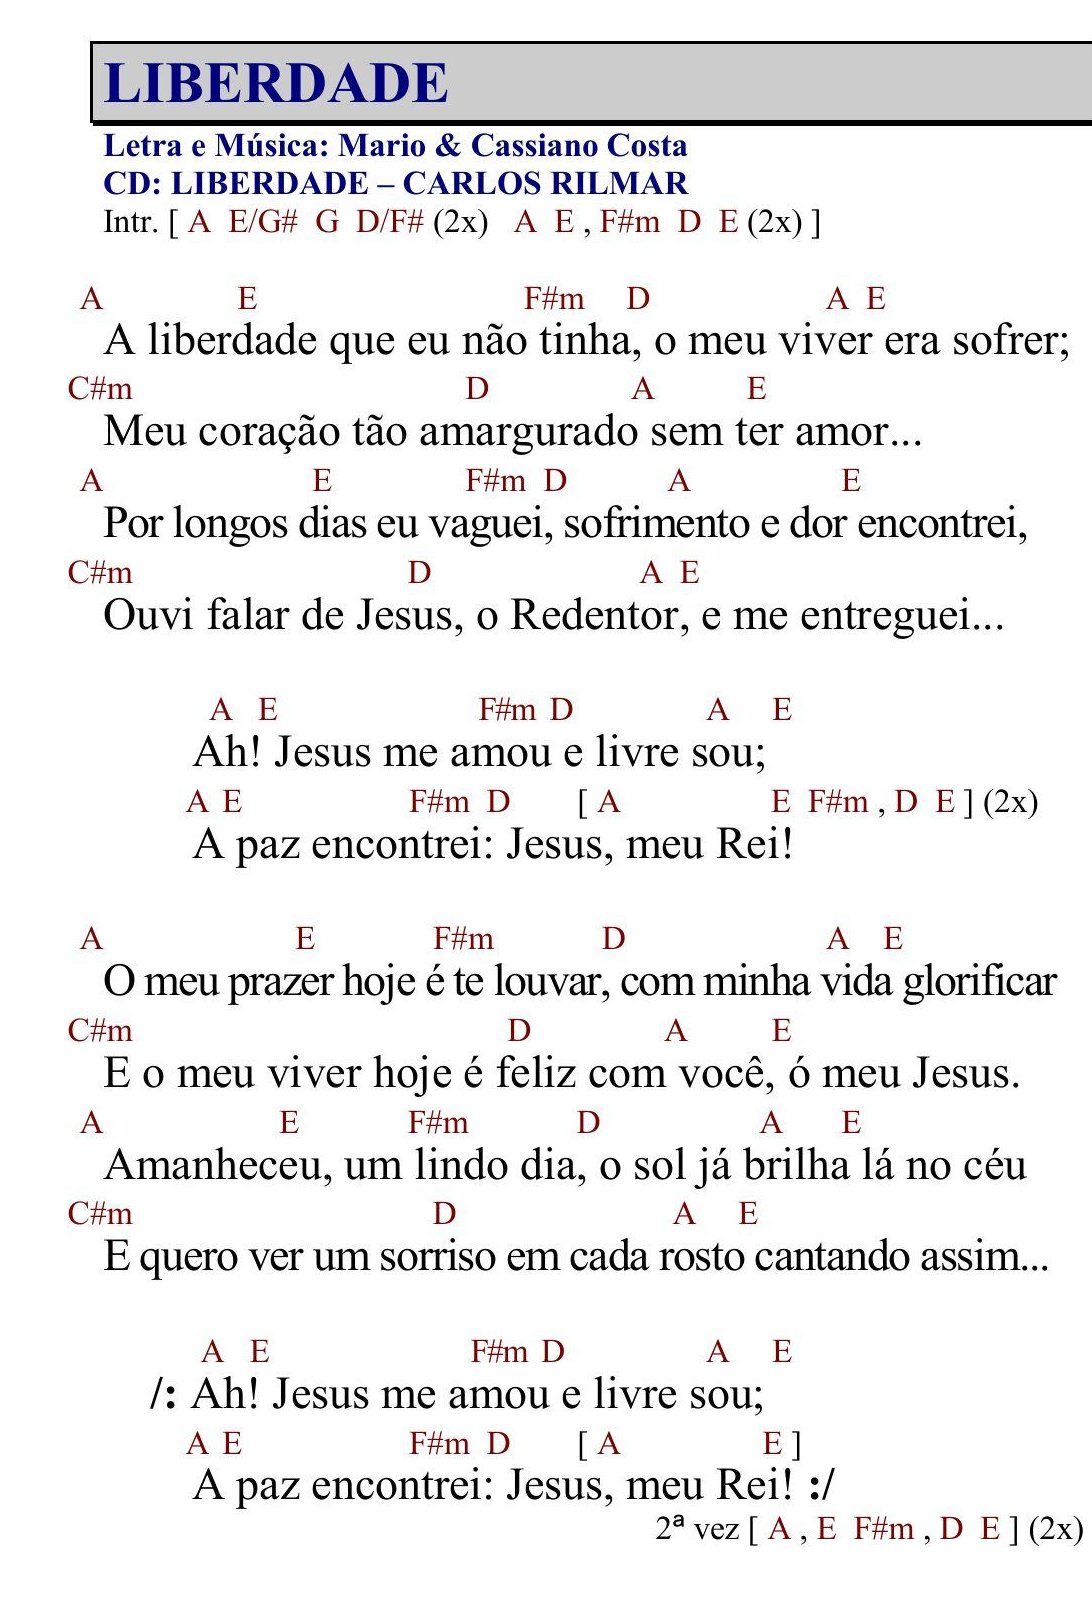 LIBERDADE
Letra e Música: Mario & Cassiano Costa
CD: LIBERDADE – CARLOS RILMAR
Intr. [ A E/G# G D/F# (2x) A E , F#m D E (2x) ]
A E F#m D A E
A liberdade que eu não tinha, o meu viver era sofrer;
C#m D A E
Meu coração tão amargurado sem ter amor...
A E F#m D A E
Por longos dias eu vaguei, sofrimento e dor encontrei,
C#m D A E
Ouvi falar de Jesus, o Redentor, e me entreguei...
A E F#m D A E
Ah! Jesus me amou e livre sou;
A E F#m D [ A E F#m , D E ] (2x)
A paz encontrei: Jesus, meu Rei!
A E F#m D A E
O meu prazer hoje é te louvar, com minha vida glorificar
C#m D A E
E o meu viver hoje é feliz com você, ó meu Jesus.
A E F#m D A E
Amanheceu, um lindo dia, o sol já brilha lá no céu
C#m D A E
E quero ver um sorriso em cada rosto cantando assim...
A E F#m D A E
/: Ah! Jesus me amou e livre sou;
A E F#m D [ A E ]
A paz encontrei: Jesus, meu Rei! :/
2ª vez [ A , E F#m , D E ] (2x)